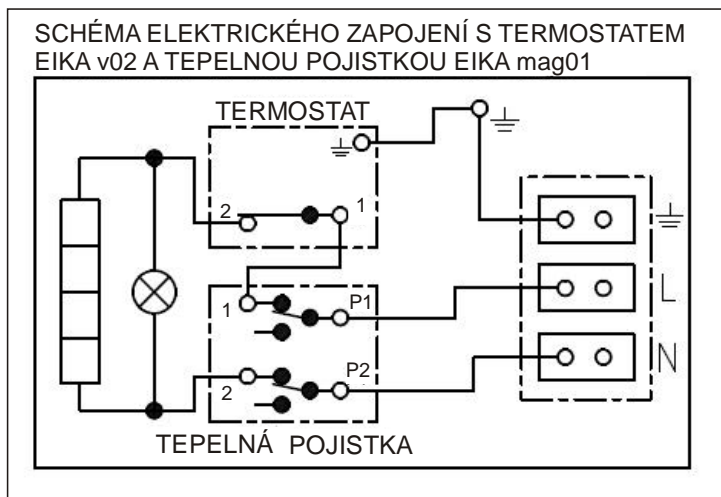 SCHÉMA ELEKTRICKÉHO ZAPOJENÍ S TERMOSTATEM
EIKA v02 A TEPELNOU POJISTKOU EIKA mag01
TERMOSTAT
2
1
1
P1
L
2
P2
N
TEPELNÁ POJISTKA